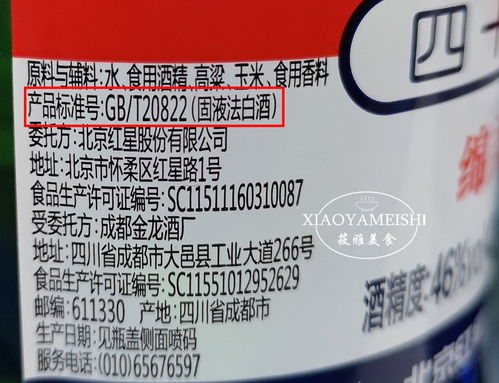 四十
原料与辅料:水、食用酒精、高粱、玉米、食用香料
产品标准号:GB/T20822(固液法白酒)
委托方:北京红星股份有限公司
地址:北京市怀柔区红星路1号
食品生产许可证编号:SC11511160310087
受委托方:成都金龙酒厂
地址:四川省成都市大邑县工业大道266号
食品生产许可证编号:SC11551012952629
邮编:611330 产地:四川省成都市
生产日期:见瓶盖侧面喷码
服务电话:(010)65676597
XIAOYAMEISHI
筱雅美食
酒精度:46%vol